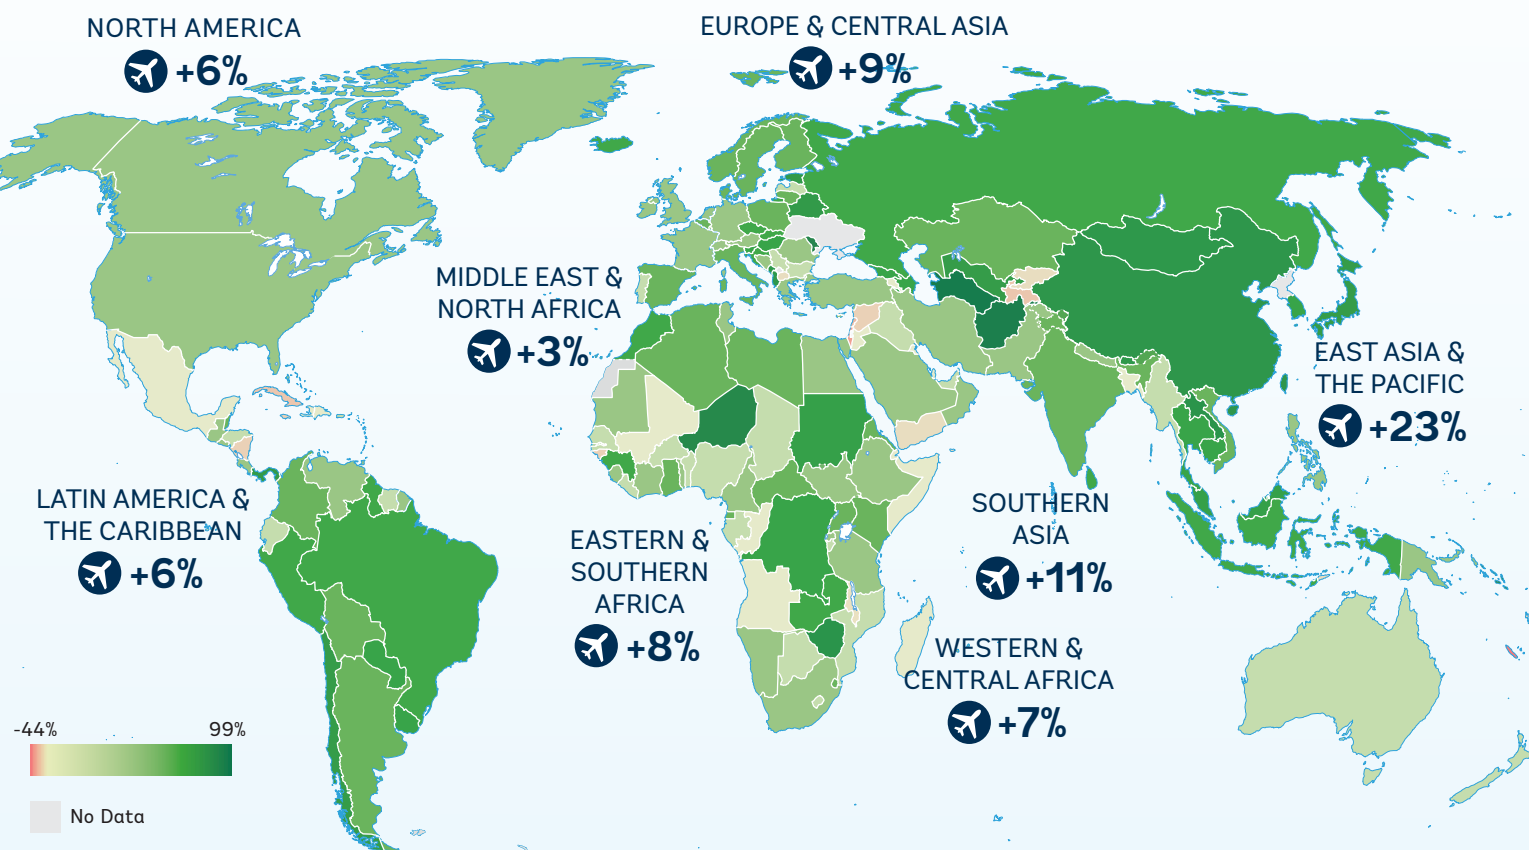 NORTH AMERICA
+6%
EUROPE & CENTRAL ASIA
+9%
MIDDLE EAST &
NORTH AFRICA
+3%
EAST ASIA &
THE PACIFIC
+23%
LATIN AMERICA &
THE CARIBBEAN
+6%
EASTERN &
SOUTHERN
AFRICA
+8%
SOUTHERN
ASIA
+11%
WESTERN &
CENTRAL AFRICA
+7%
-44% 99%
No Data